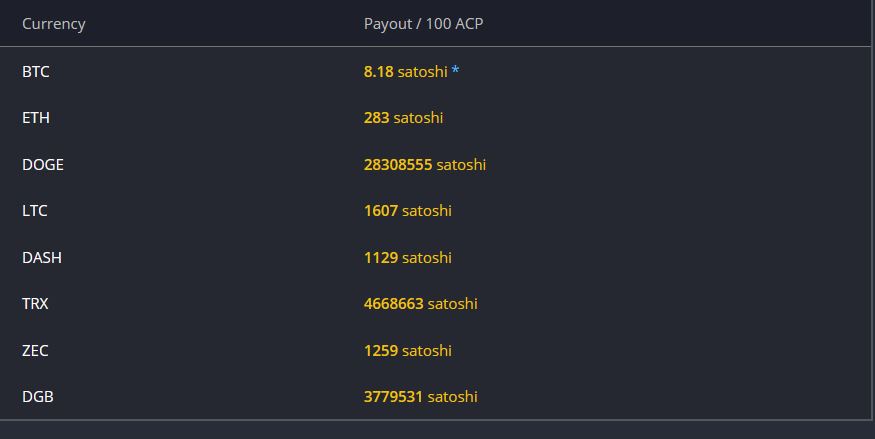 Currency Payout / 100 ACP
BTC 8.18 satoshi *
ETH 283 satoshi
DOGE 28308555 satoshi
LTC 1607 satoshi
DASH 1129 satoshi
TRX 4668663 satoshi
ZEC 1259 satoshi
DGB 3779531 satoshi